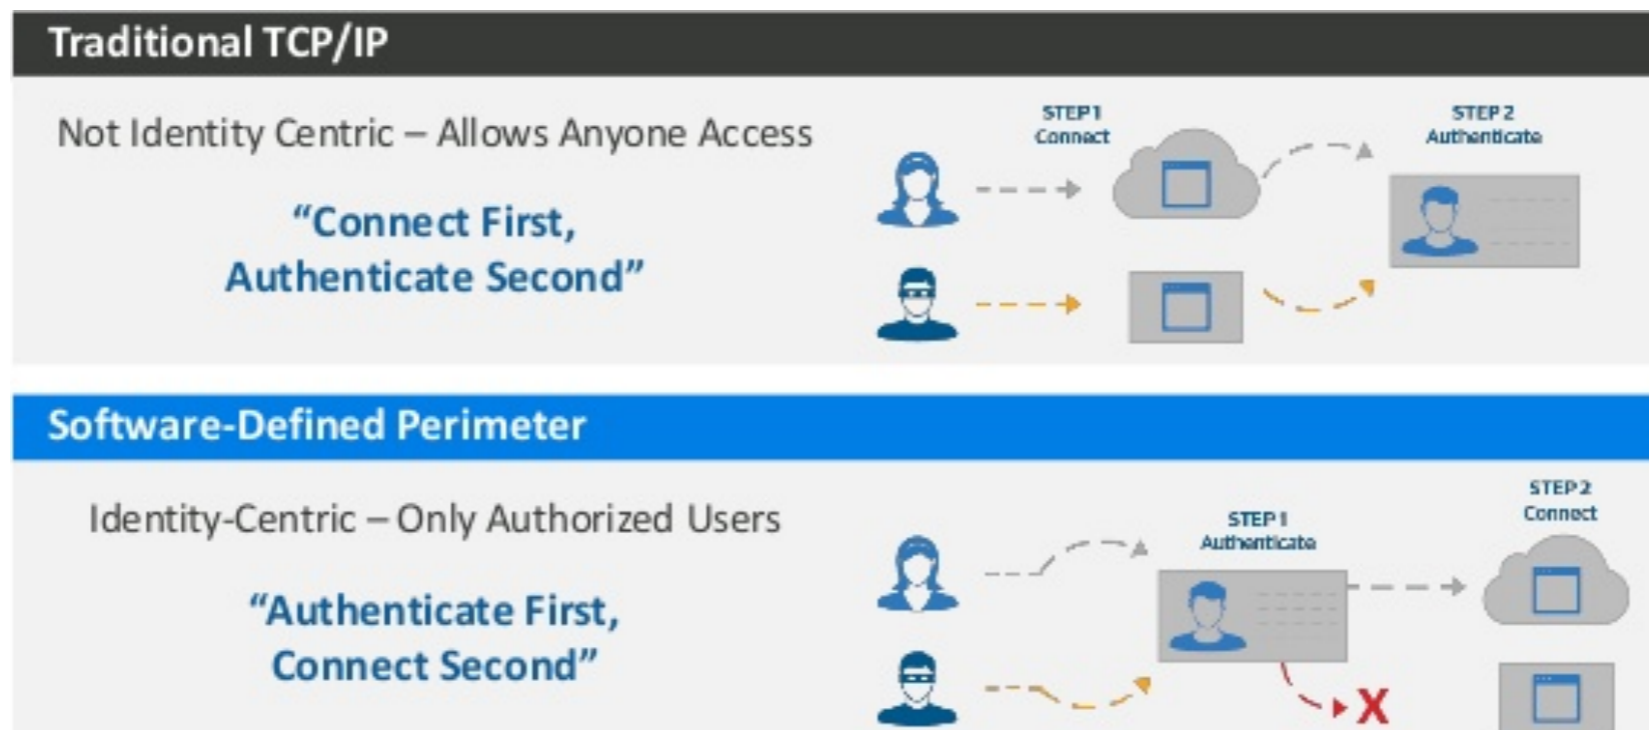 Traditional TCP/IP
Not Identity Centric – Allows Anyone Access
“Connect First,
Authenticate Second”
STEP 1
Connect
STEP 2
Authenticate
Software-Defined Perimeter
Identity-Centric – Only Authorized Users
“Authenticate First,
Connect Second”
STEP 1
Authenticate
STEP 2
Connect
X